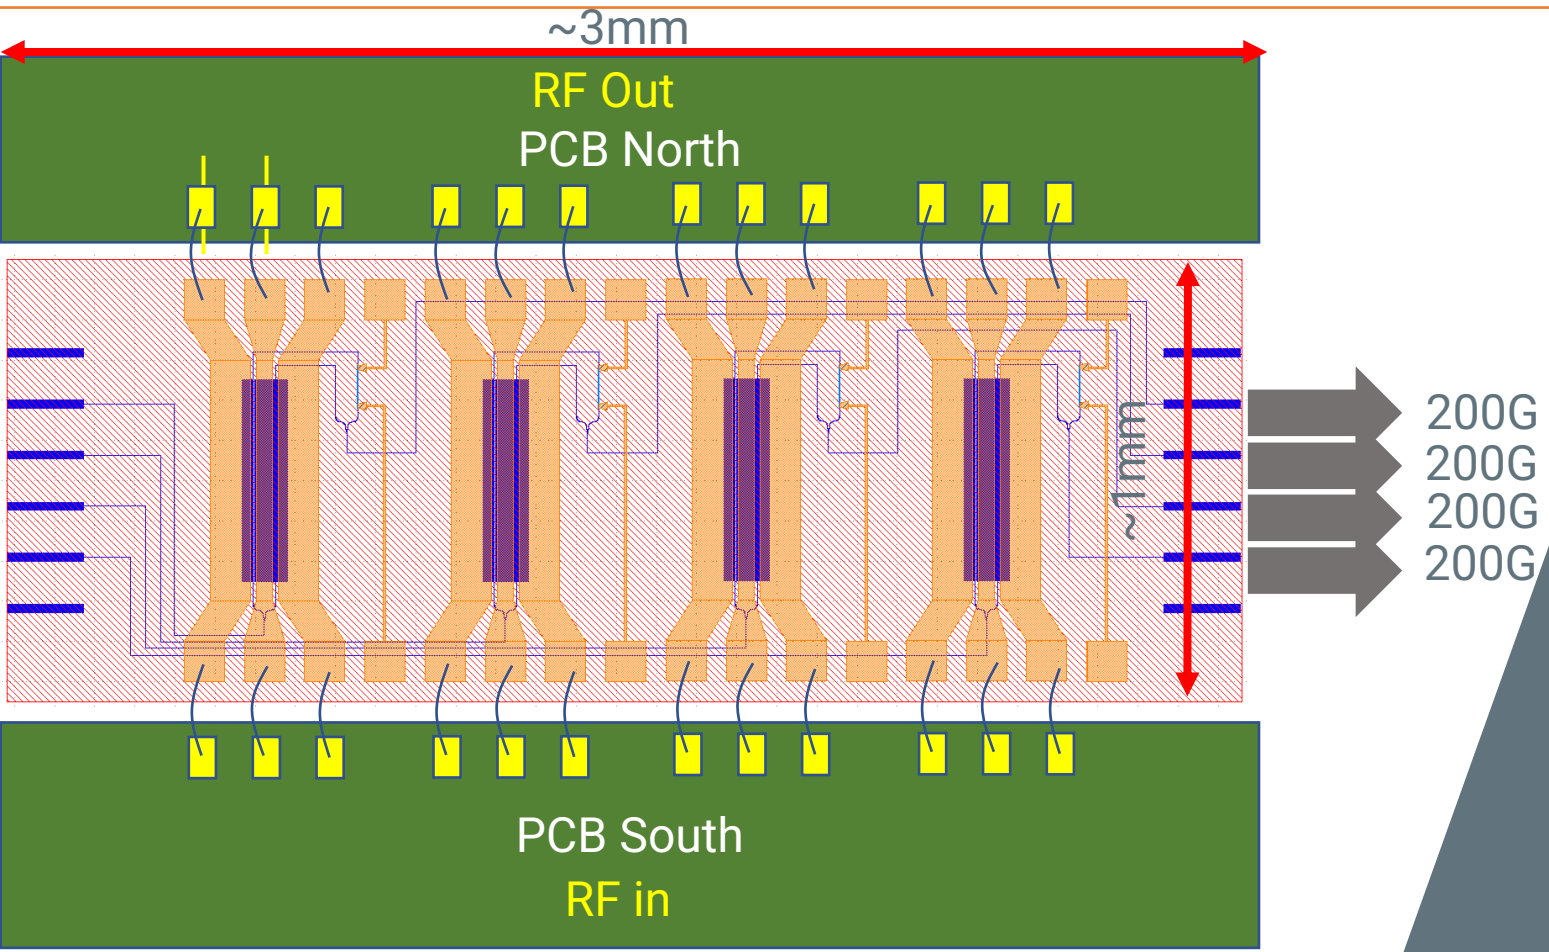 ~3mm
RF Out
PCB North
~1mm
200G
200G
200G
200G
PCB South
RF in